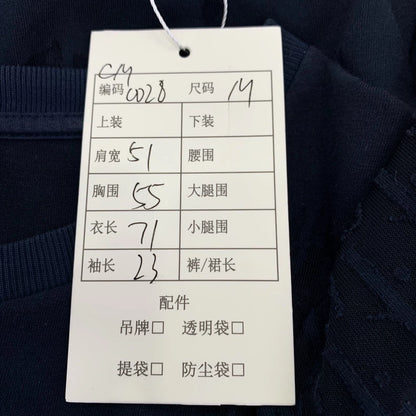 CM
编码 0028 尺码 M
上装 下装
肩宽 51 腰围
胸围 55 大腿围
衣长 71 小腿围
袖长 23 裤/裙长
配件
吊牌□ 透明袋□
提袋□ 防尘袋□